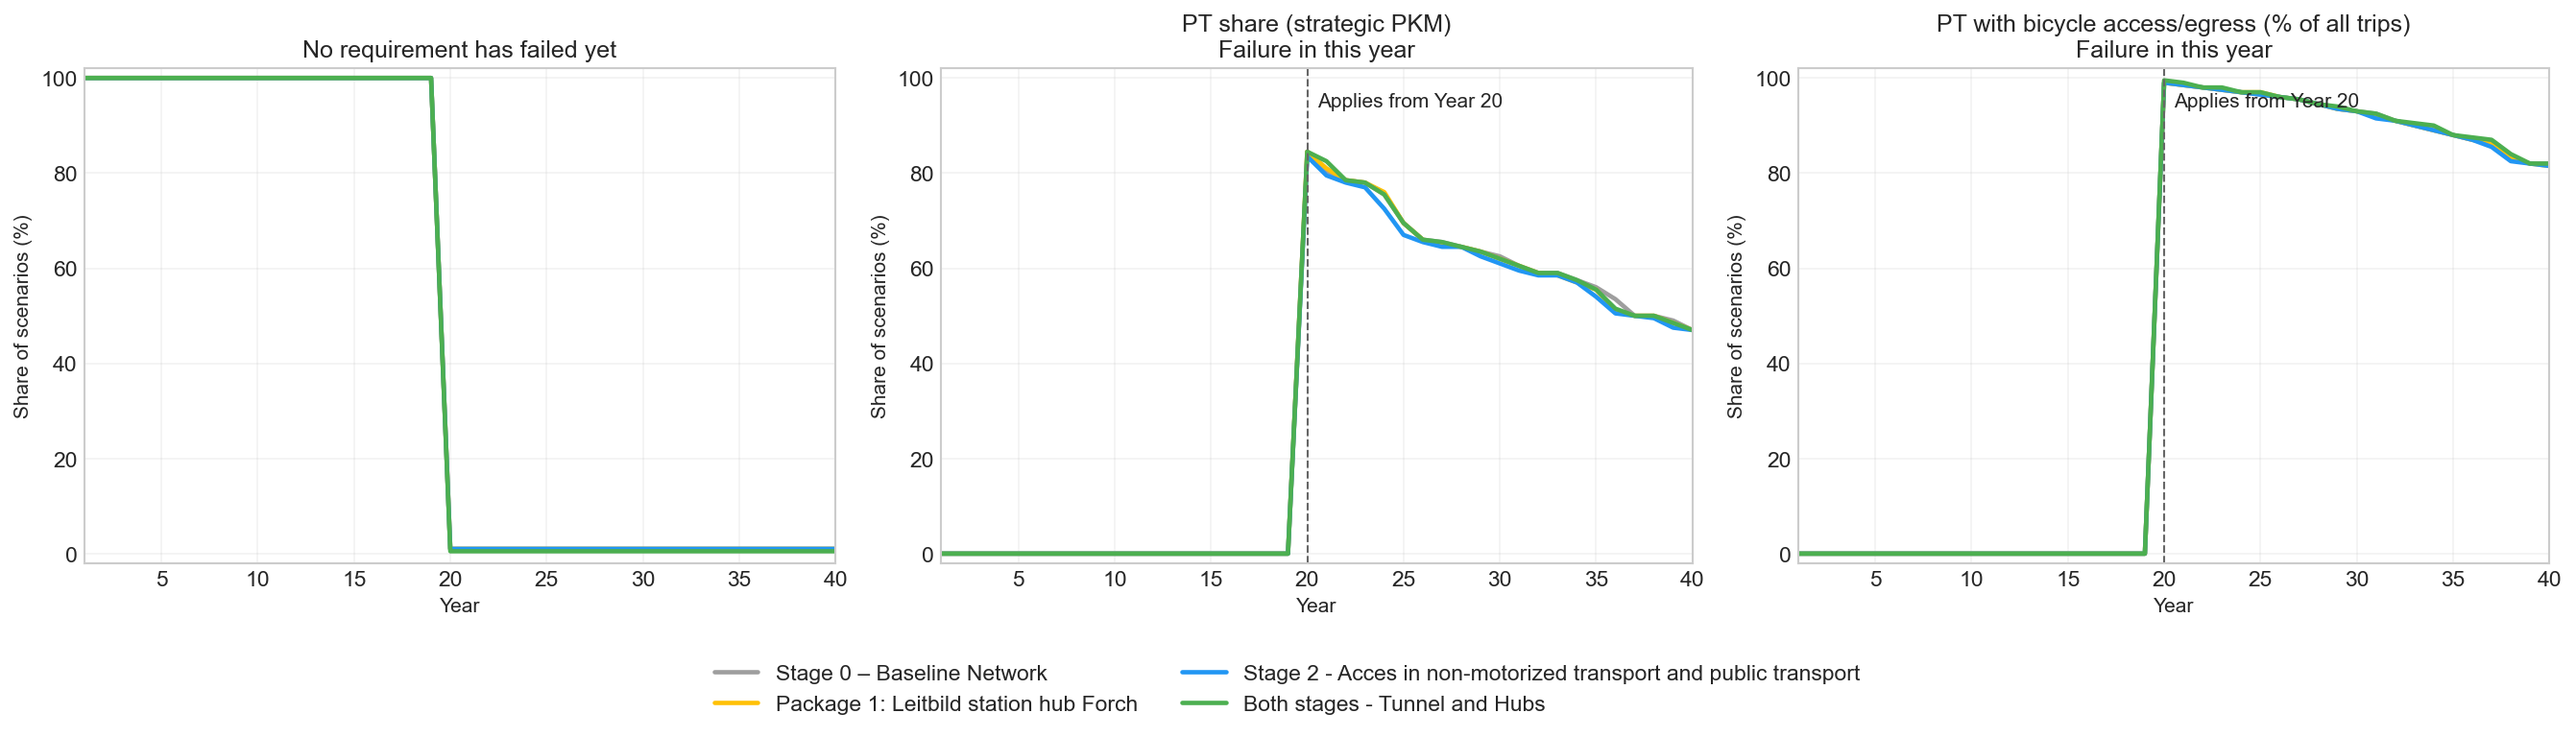 No requirement has failed yet
Share of scenarios (%)
100
80
60
40
20
0
5 10 15 20 25 30 35 40
Year
PT share (strategic PKM)
Failure in this year
Applies from Year 20
Share of scenarios (%)
100
80
60
40
20
0
5 10 15 20 25 30 35 40
Year
PT with bicycle access/egress (% of all trips)
Failure in this year
Applies from Year 20
Share of scenarios (%)
100
80
60
40
20
0
5 10 15 20 25 30 35 40
Year
Stage 0 – Baseline Network
Package 1: Leitbild station hub Forch
Stage 2 - Acces in non-motorized transport and public transport
Both stages - Tunnel and Hubs